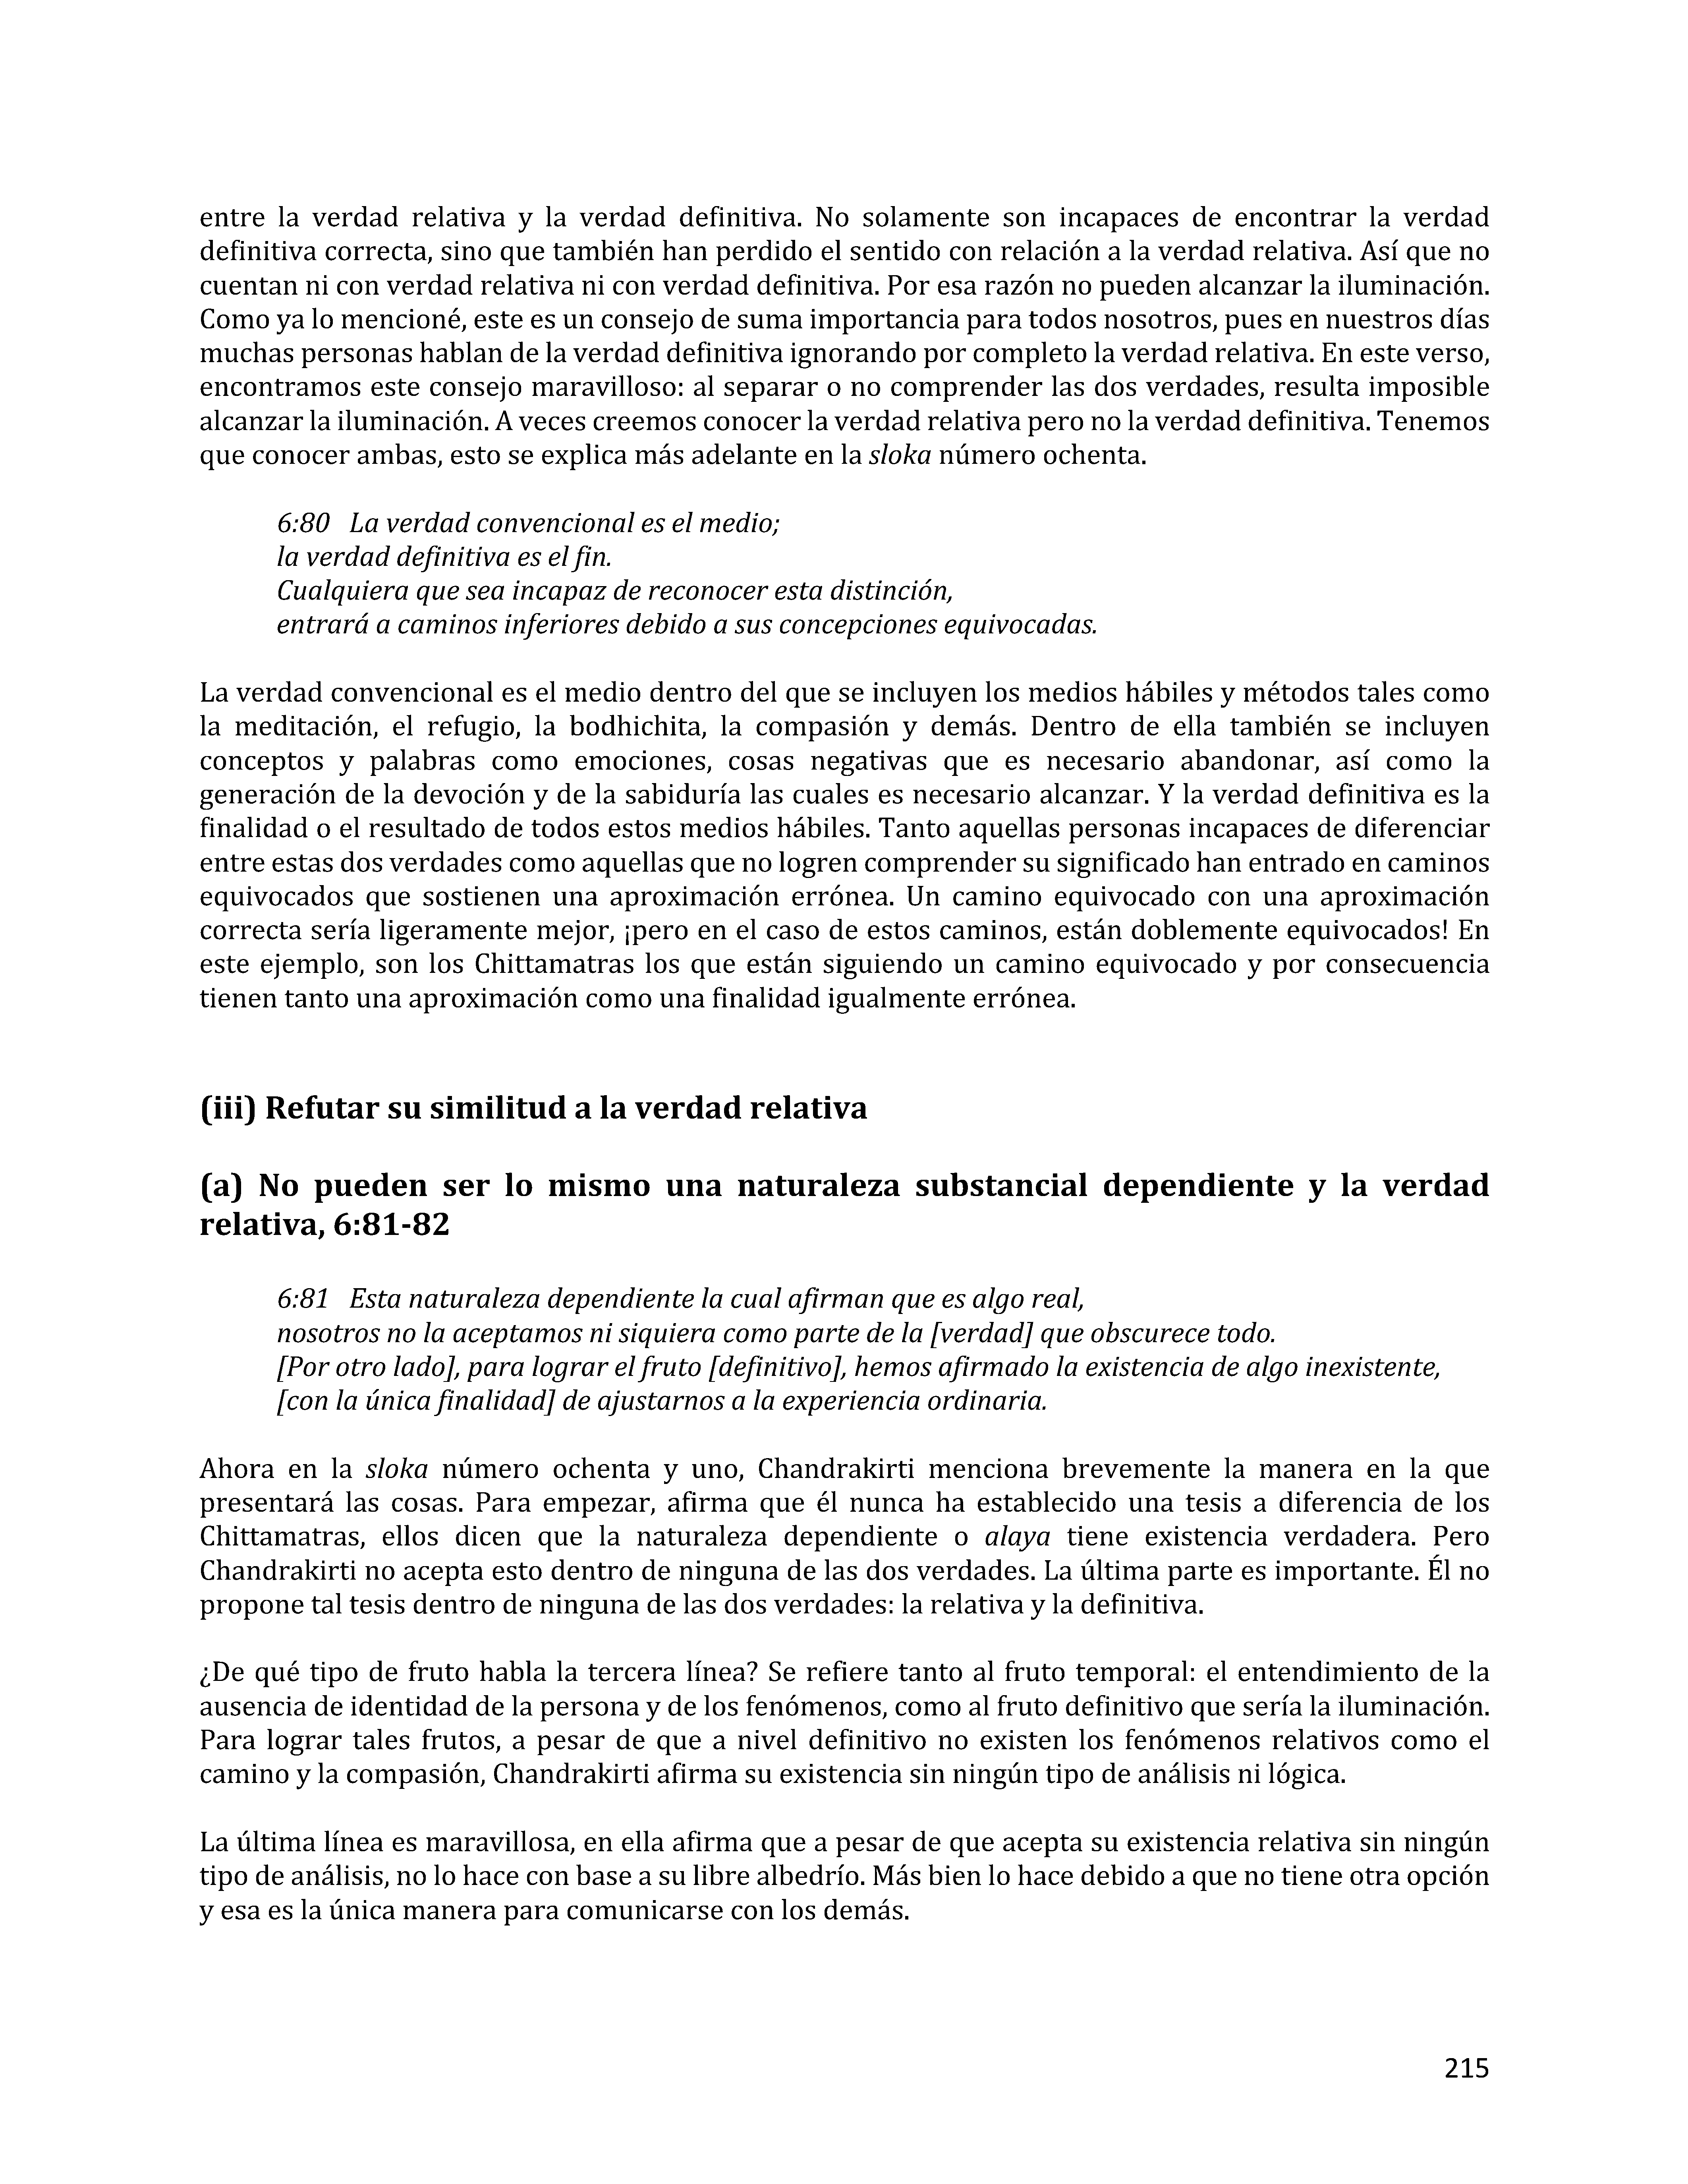 entre la verdad relativa y la verdad definitiva. No solamente son incapaces de encontrar la verdad
definitiva correcta, sino que también han perdido el sentido con relación a la verdad relativa. Así que no
cuentan ni con verdad relativa ni con verdad definitiva. Por esa razón no pueden alcanzar la iluminación.
Como ya lo mencioné, este es un consejo de suma importancia para todos nosotros, pues en nuestros días
muchas personas hablan de la verdad definitiva ignorando por completo la verdad relativa. En este verso,
encontramos este consejo maravilloso: al separar o no comprender las dos verdades, resulta imposible
alcanzar la iluminación. A veces creemos conocer la verdad relativa pero no la verdad definitiva. Tenemos
que conocer ambas, esto se explica más adelante en la sloka número ochenta.
6:80 La verdad convencional es el medio;
la verdad definitiva es el fin.
Cualquiera que sea incapaz de reconocer esta distinción,
entrará a caminos inferiores debido a sus concepciones equivocadas.
La verdad convencional es el medio dentro del que se incluyen los medios hábiles y métodos tales como
la meditación, el refugio, la bodhichita, la compasión y demás. Dentro de ella también se incluyen
conceptos y palabras como emociones, cosas negativas que es necesario abandonar, así como la
generación de la devoción y de la sabiduría las cuales es necesario alcanzar. Y la verdad definitiva es la
finalidad o el resultado de todos estos medios hábiles. Tanto aquellas personas incapaces de diferenciar
entre estas dos verdades como aquellas que no logren comprender su significado han entrado en caminos
equivocados que sostienen una aproximación errónea. Un camino equivocado con una aproximación
correcta sería ligeramente mejor, ¡pero en el caso de estos caminos, están doblemente equivocados! En
este ejemplo, son los Chittamatras los que están siguiendo un camino equivocado y por consecuencia
tienen tanto una aproximación como una finalidad igualmente errónea.
(iii) Refutar su similitud a la verdad relativa
(a) No pueden ser lo mismo una naturaleza substancial dependiente y la verdad
relativa, 6:81-82
6:81 Esta naturaleza dependiente la cual afirman que es algo real,
nosotros no la aceptamos ni siquiera como parte de la [verdad] que obscurece todo.
[Por otro lado], para lograr el fruto [definitivo], hemos afirmado la existencia de algo inexistente,
[con la única finalidad] de ajustarnos a la experiencia ordinaria.
Ahora en la sloka número ochenta y uno, Chandrakirti menciona brevemente la manera en la que
presentará las cosas. Para empezar, afirma que él nunca ha establecido una tesis a diferencia de los
Chittamatras, ellos dicen que la naturaleza dependiente o alaya tiene existencia verdadera. Pero
Chandrakirti no acepta esto dentro de ninguna de las dos verdades. La última parte es importante. Él no
propone tal tesis dentro de ninguna de las dos verdades: la relativa y la definitiva.
¿De qué tipo de fruto habla la tercera línea? Se refiere tanto al fruto temporal: el entendimiento de la
ausencia de identidad de la persona y de los fenómenos, como al fruto definitivo que sería la iluminación.
Para lograr tales frutos, a pesar de que a nivel definitivo no existen los fenómenos relativos como el
camino y la compasión, Chandrakirti afirma su existencia sin ningún tipo de análisis ni lógica.
La última línea es maravillosa, en ella afirma que a pesar de que acepta su existencia relativa sin ningún
tipo de análisis, no lo hace con base a su libre albedrío. Más bien lo hace debido a que no tiene otra opción
y esa es la única manera para comunicarse con los demás.
215